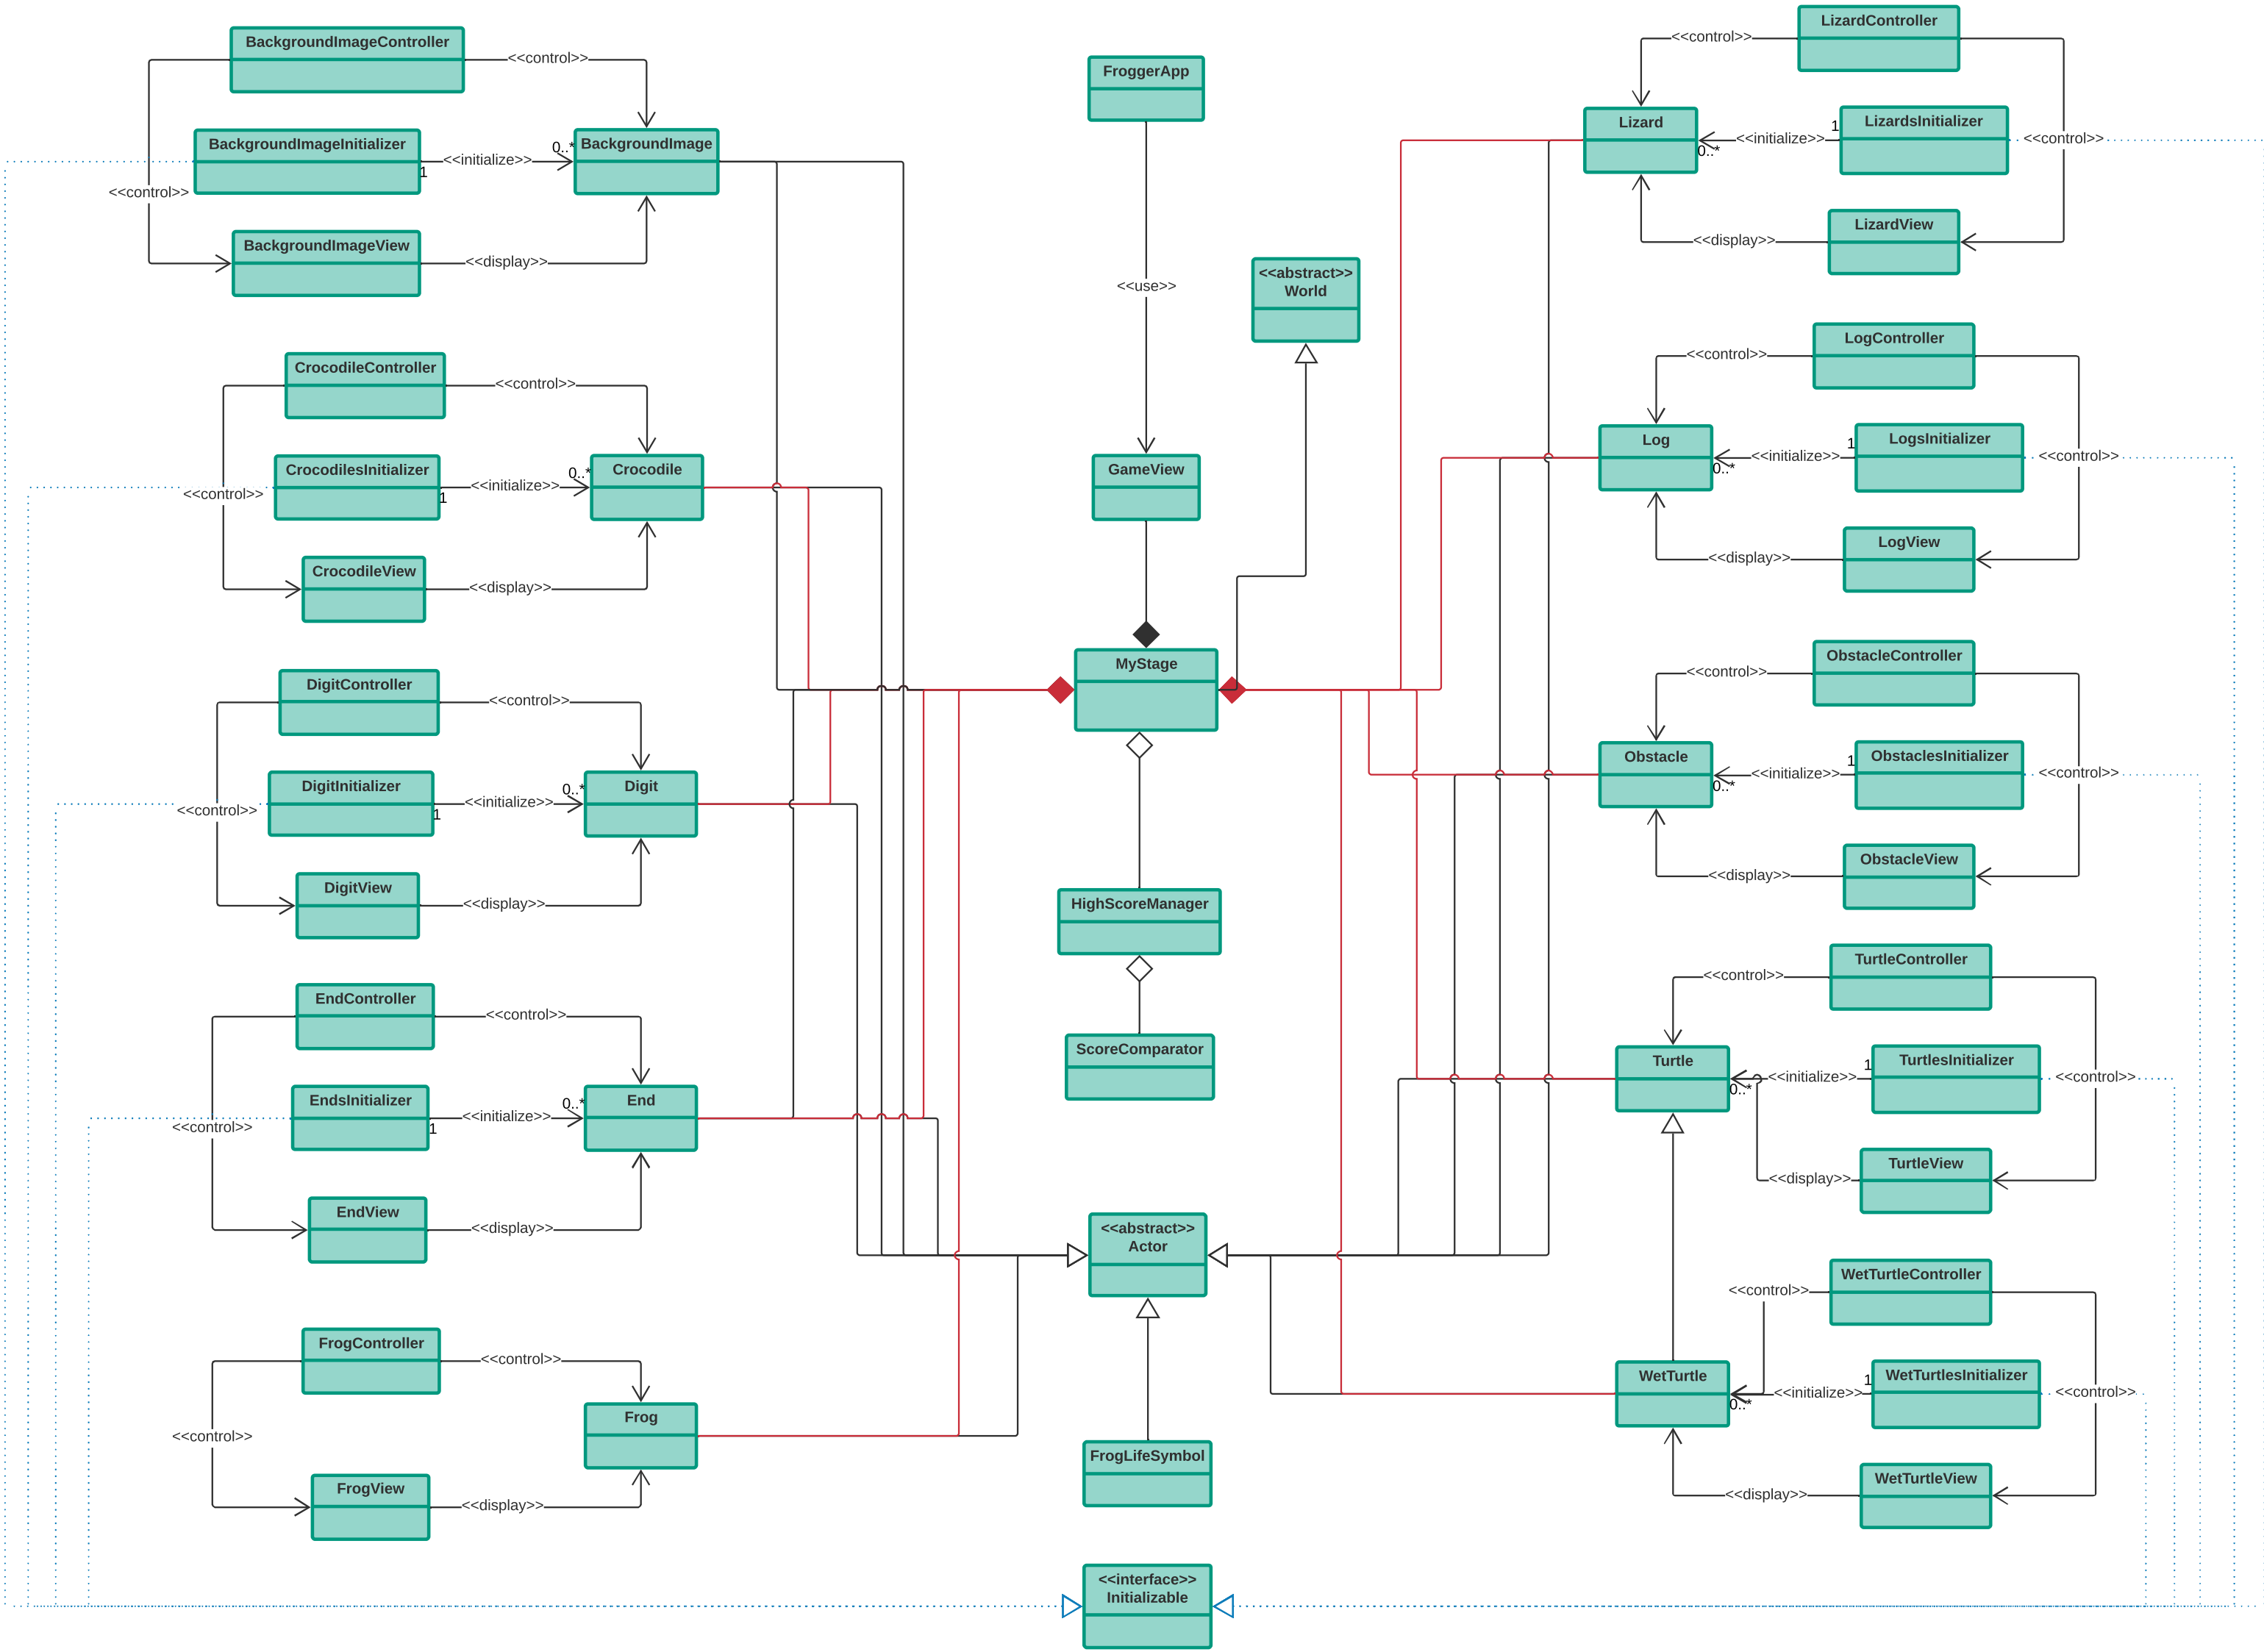 BackgroundImageController
<<control>>
BackgroundImageInitializer
1
<<initialize>>
0..*
BackgroundImage
<<control>>
BackgroundImageView
<<display>>
CrocodileController
<<control>>
CrocodilesInitializer
1
<<initialize>>
0..*
Crocodile
<<control>>
CrocodileView
<<display>>
DigitController
<<control>>
DigitInitializer
1
<<initialize>>
0..*
Digit
<<control>>
DigitView
<<display>>
EndController
<<control>>
EndsInitializer
1
<<initialize>>
0..*
End
<<control>>
EndView
<<display>>
FrogController
<<control>>
Frog
<<control>>
FrogView
<<display>>
FroggerApp
<<use>>
<<abstract>>
World
GameView
MyStage
HighScoreManager
ScoreComparator
<<abstract>>
Actor
FrogLifeSymbol
<<interface>>
Initializable
LizardController
<<control>>
Lizard
0..*
<<initialize>>
1
LizardsInitializer
<<control>>
LizardView
<<display>>
LogController
<<control>>
Log
0..*
<<initialize>>
1
LogsInitializer
<<control>>
LogView
<<display>>
ObstacleController
<<control>>
Obstacle
0..*
<<initialize>>
1
ObstaclesInitializer
<<control>>
ObstacleView
<<display>>
TurtleController
<<control>>
Turtle
0..*
<<initialize>>
1
TurtlesInitializer
<<control>>
TurtleView
<<display>>
WetTurtleController
<<control>>
WetTurtle
0..*
<<initialize>>
1
WetTurtlesInitializer
<<control>>
WetTurtleView
<<display>>